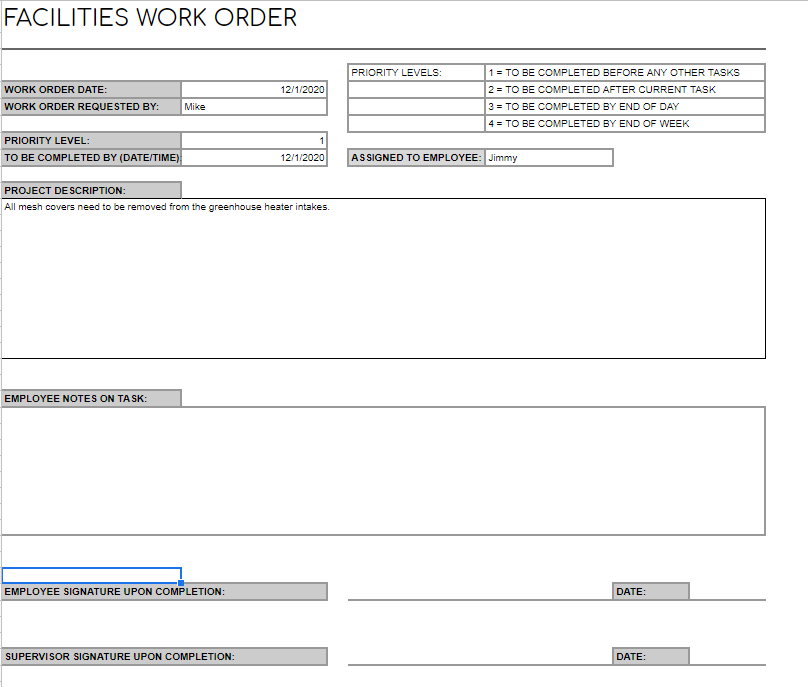 FACILITIES WORK ORDER
PRIORITY LEVELS: 1 = TO BE COMPLETED BEFORE ANY OTHER TASKS
WORK ORDER DATE: 12/1/2020 2 = TO BE COMPLETED AFTER CURRENT TASK
WORK ORDER REQUESTED BY: Mike 3 = TO BE COMPLETED BY END OF DAY
4 = TO BE COMPLETED BY END OF WEEK
PRIORITY LEVEL: 1
TO BE COMPLETED BY (DATE/TIME): 12/1/2020 ASSIGNED TO EMPLOYEE: Jimmy
PROJECT DESCRIPTION:
All mesh covers need to be removed from the greenhouse heater intakes.
EMPLOYEE NOTES ON TASK:
EMPLOYEE SIGNATURE UPON COMPLETION: DATE:
SUPERVISOR SIGNATURE UPON COMPLETION: DATE: